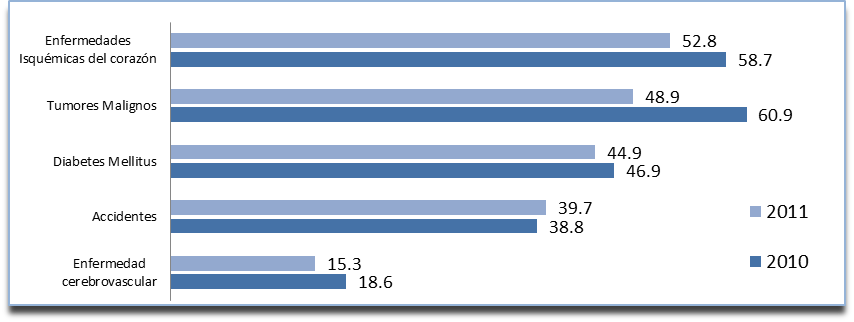 Enfermedades
Isquémicas del corazón
52.8
58.7
Tumores Malignos
48.9
60.9
Diabetes Mellitus
44.9
46.9
Accidentes
39.7
38.8
Enfermedad
cerebrovascular
15.3
18.6
2011
2010